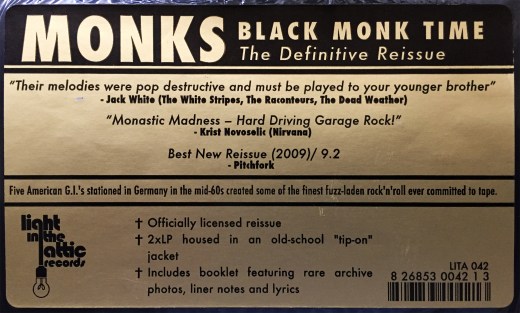 MONKS BLACK MONK TIME
The Definitive Reissue
"Their melodies were pop destructive and must be played to your younger brother"
- Jack White (The White Stripes, The Raconteurs, The Dead Weather)
"Monastic Madness – Hard Driving Garage Rock!"
- Krist Novoselic (Nirvana)
Best New Reissue (2009)/ 9.2
- Pitchfork
Five American G.I.'s stationed in Germany in the mid-60s created some of the finest fuzz-laden rock'n'roll ever committed to tape.
light
in the
attic
records
† Officially licensed reissue
† 2xLP housed in an old-school "tip-on"
jacket
† Includes booklet featuring rare archive
photos, liner notes and lyrics
LITA 042
8 26853 0042 1 3